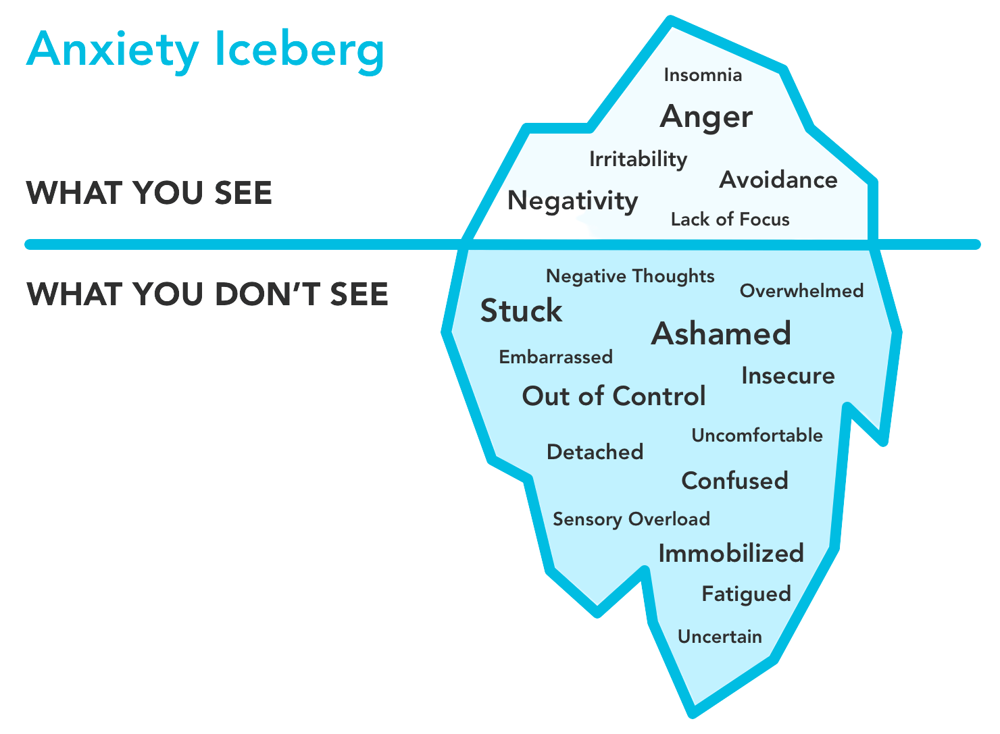 Anxiety Iceberg
WHAT YOU SEE
Insomnia
Anger
Irritability
Avoidance
Negativity
Lack of Focus
WHAT YOU DON’T SEE
Negative Thoughts
Overwhelmed
Stuck
Ashamed
Embarrassed
Insecure
Out of Control
Uncomfortable
Detached
Confused
Sensory Overload
Immobilized
Fatigued
Uncertain